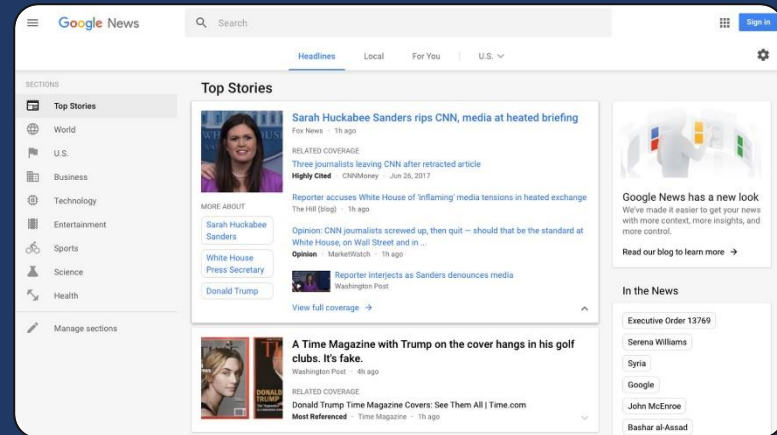 Google News
Search
Sign in
Headlines
Local
For You
U.S.
SECTIONS
Top Stories
World
U.S.
Business
Technology
Entertainment
Sports
Science
Health
Manage sections
Top Stories
Sarah Huckabee Sanders rips CNN, media at heated briefing
Fox News · 1h ago
RELATED COVERAGE
Three journalists leaving CNN after retracted article
Highly Cited · CNNMoney · Jun 26, 2017
Reporter accuses White House of 'inflaming' media tensions in heated exchange
The Hill (blog) · 1h ago
Opinion: CNN journalists screwed up, then quit — should that be the standard at
White House, on Wall Street and in ...
Opinion · MarketWatch · 1h ago
Reporter interjects as Sanders denounces media
Washington Post
View full coverage →
MORE ABOUT
Sarah Huckabee
Sanders
White House
Press Secretary
Donald Trump
A Time Magazine with Trump on the cover hangs in his golf
clubs. It's fake.
Washington Post · 4h ago
RELATED COVERAGE
Donald Trump Time Magazine Covers: See Them All | Time.com
Most Referenced · Time Magazine · 1h ago
DONALD
TRUMP
Google News has a new look
We've made it easier to get your news
with more context, more insights, and
more control.
Read our blog to learn more →
In the News
Executive Order 13769
Serena Williams
Syria
Google
John McEnroe
Bashar al-Assad